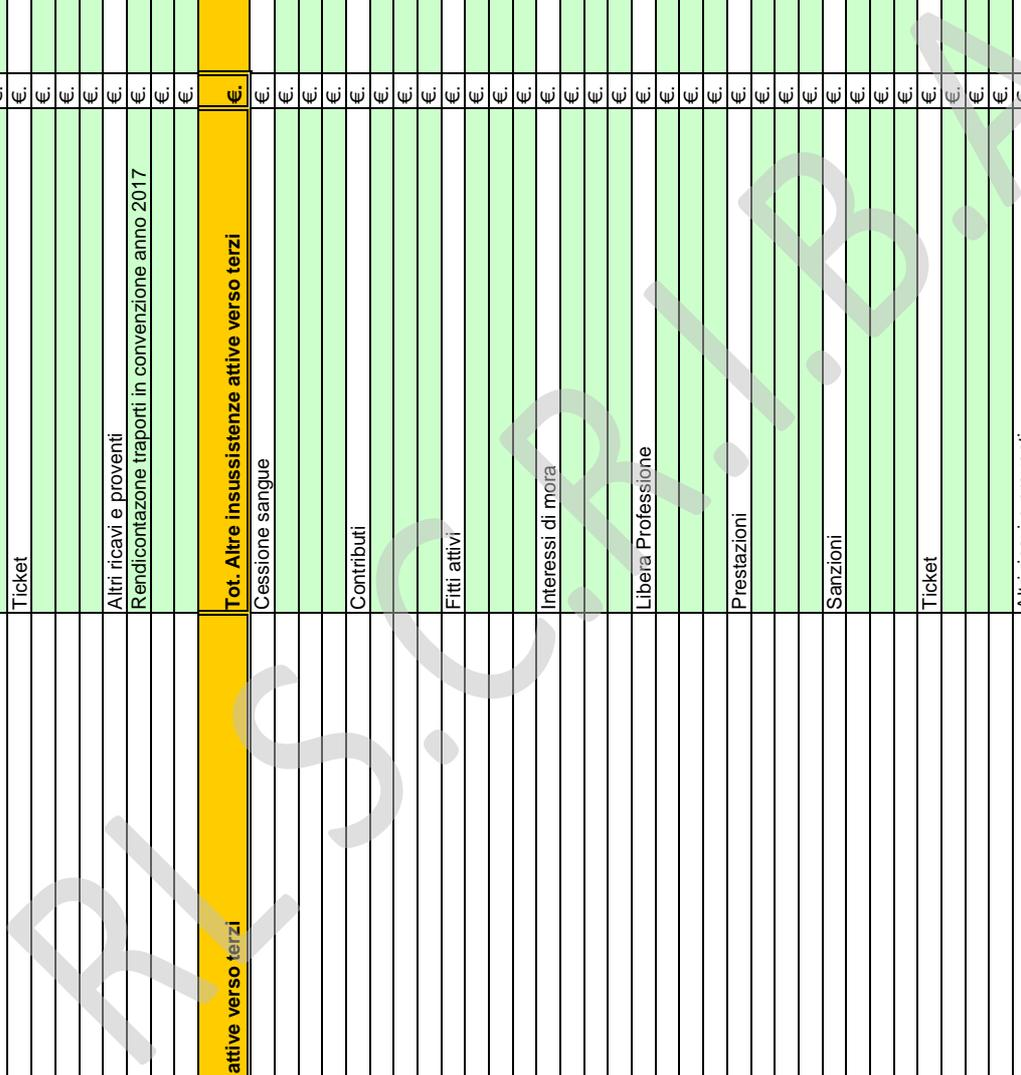 €.
Ticket €.
€.
€.
€.
Altri ricavi e proventi €.
Rendicontazone traporti in convenzione anno 2017 €.
€.
€.
attive verso terzi Tot. Altre insussistenze attive verso terzi €.
Cessione sangue €.
€.
€.
€.
Contributi €.
€.
€.
€.
Fitti attivi €.
€.
€.
€.
Interessi di mora €.
€.
€.
€.
Libera Professione €.
€.
€.
€.
Prestazioni €.
€.
€.
€.
Sanzioni €.
€.
€.
€.
Ticket €.
€.
€.
€.
RL S.C.R.I.B.A